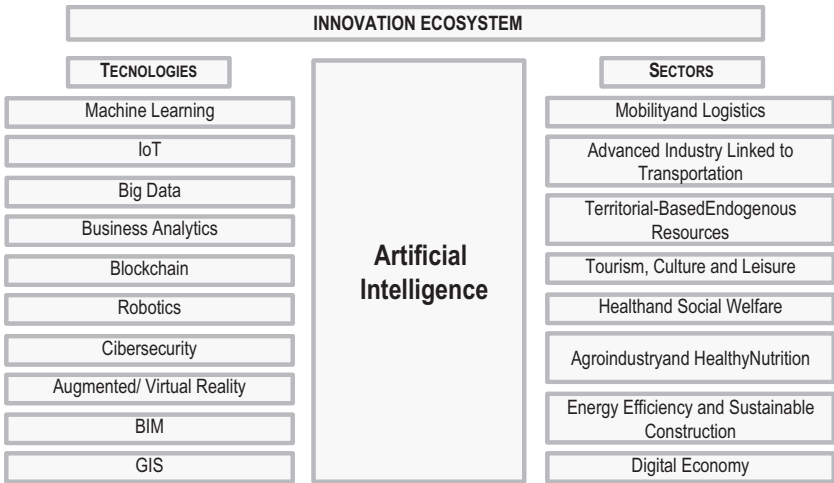 INNOVATION ECOSYSTEM
TECNOLOGIES
Machine Learning
IoT
Big Data
Business Analytics
Blockchain
Robotics
Cibersecurity
Augmented/ Virtual Reality
BIM
GIS
Artificial
Intelligence
SECTORS
Mobilityand Logistics
Advanced Industry Linked to
Transportation
Territorial-BasedEndogenous
Resources
Tourism, Culture and Leisure
Healthand Social Welfare
Agroindustryand HealthyNutrition
Energy Efficiency and Sustainable
Construction
Digital Economy